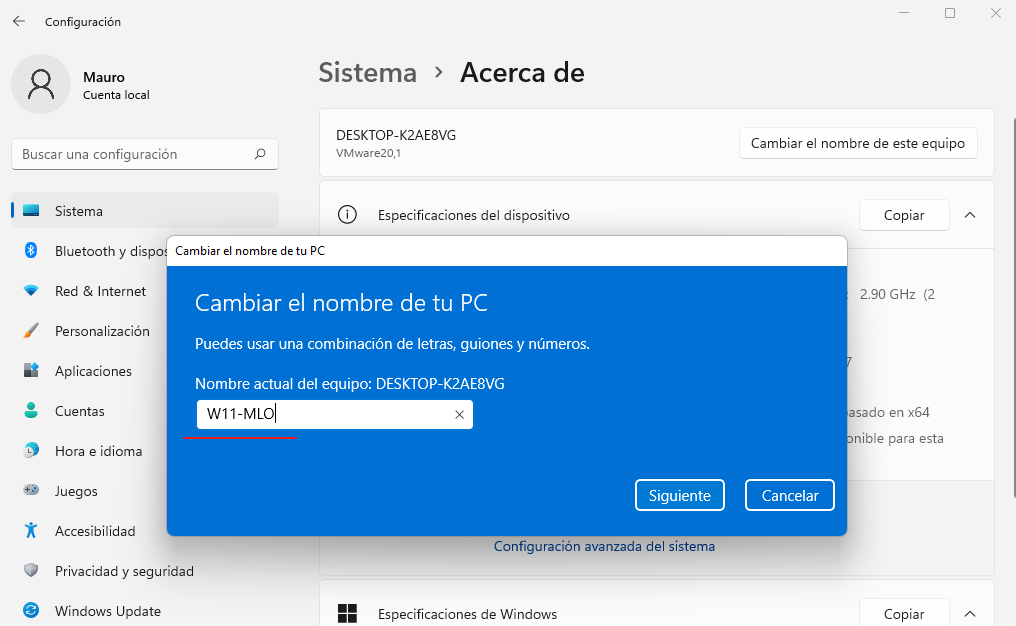 Configuración
Mauro
Cuenta local
Buscar una configuración
Sistema
Bluetooth y dispos
Red & Internet
Personalización
Aplicaciones
Cuentas
Hora e idioma
Juegos
Accesibilidad
Privacidad y seguridad
Windows Update
Sistema › Acerca de
DESKTOP-K2AE8VG
VMware20,1
Cambiar el nombre de este equipo
Especificaciones del dispositivo
Copiar
2.90 GHz (2
7
basado en x64
onible para esta
Cambiar el nombre de tu PC
Cambiar el nombre de tu PC
Puedes usar una combinación de letras, guiones y números.
Nombre actual del equipo: DESKTOP-K2AE8VG
W11-MLO
Siguiente
Cancelar
Configuración avanzada del sistema
Especificaciones de Windows
Copiar